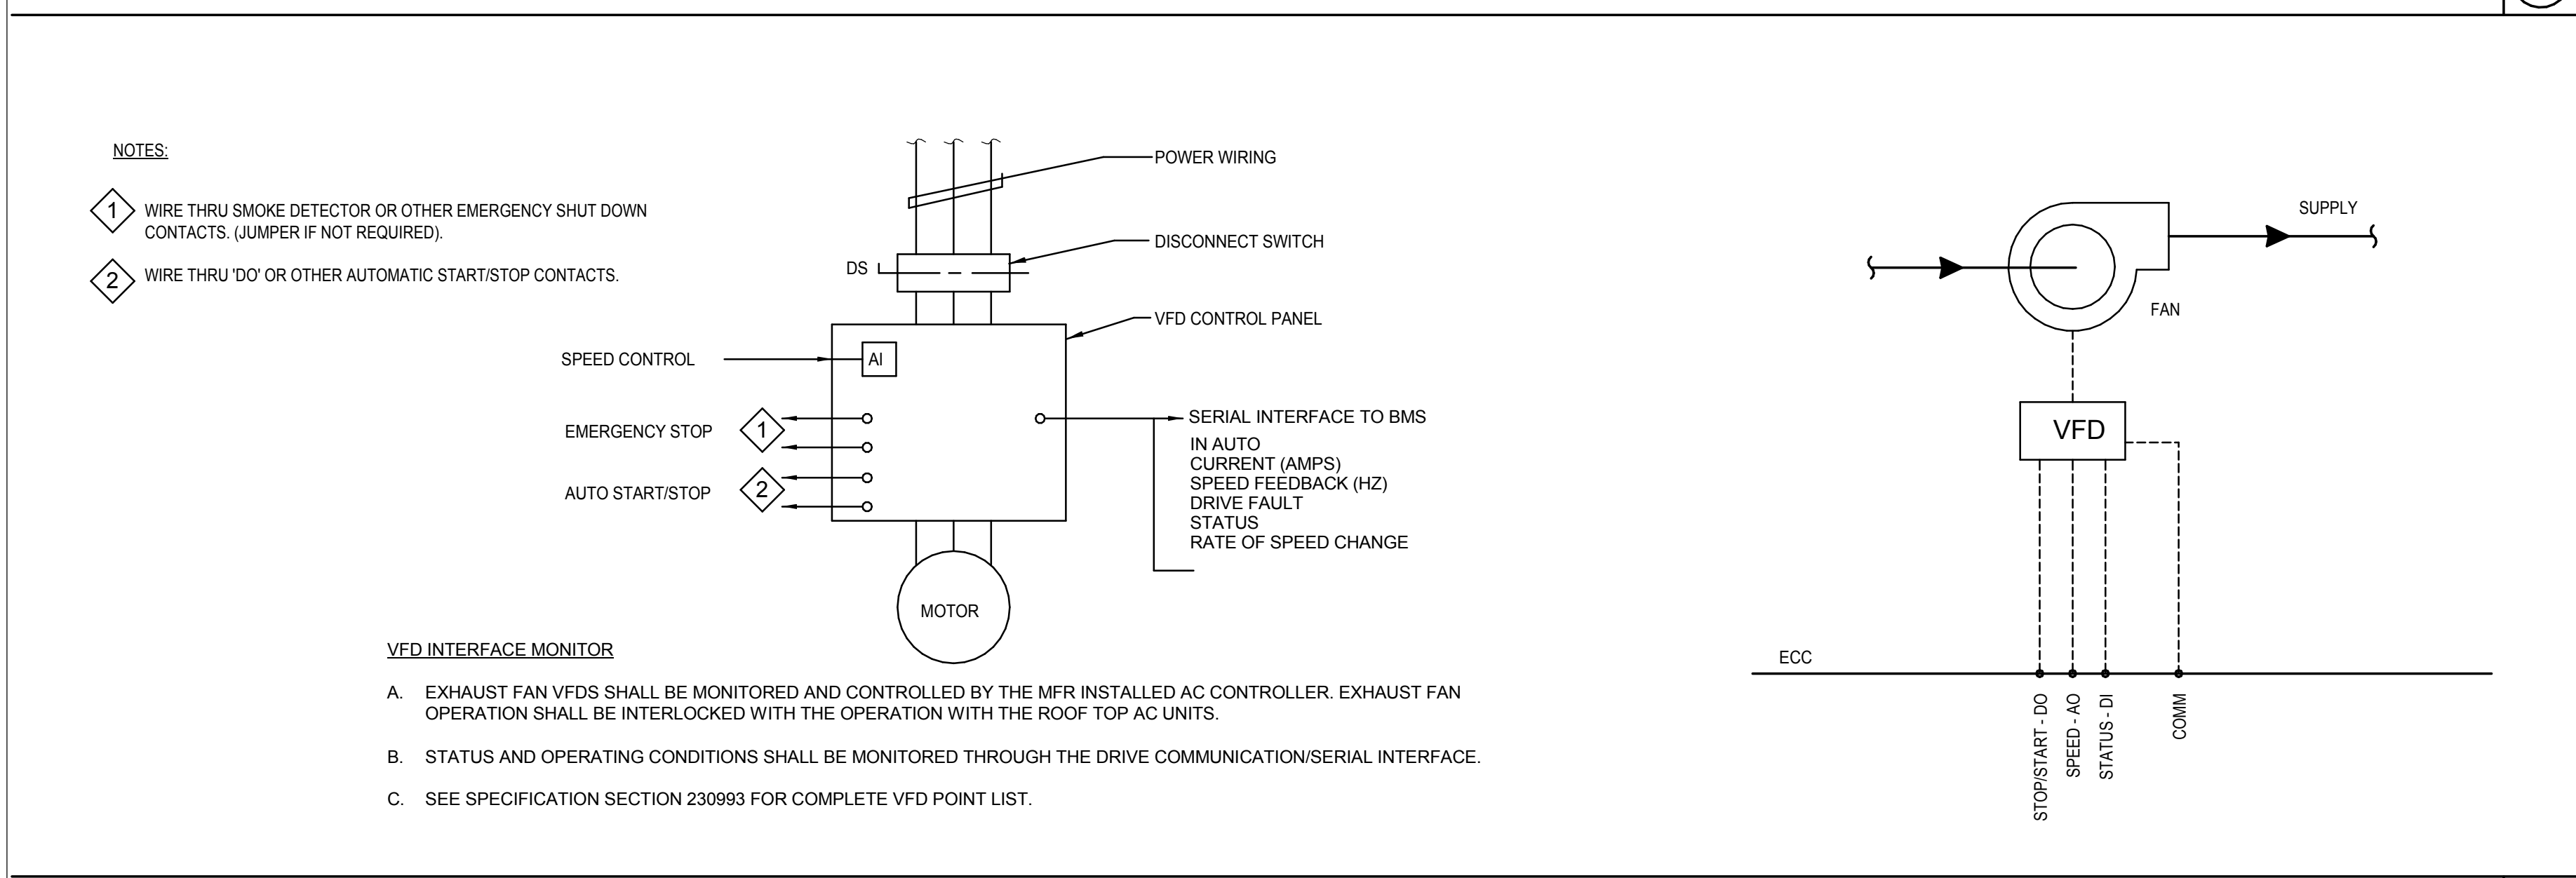 NOTES:
1 WIRE THRU SMOKE DETECTOR OR OTHER EMERGENCY SHUT DOWN
CONTACTS. (JUMPER IF NOT REQUIRED).
2 WIRE THRU 'DO' OR OTHER AUTOMATIC START/STOP CONTACTS.
POWER WIRING
DISCONNECT SWITCH
DS
VFD CONTROL PANEL
SPEED CONTROL
AI
EMERGENCY STOP 1
AUTO START/STOP 2
SERIAL INTERFACE TO BMS
IN AUTO
CURRENT (AMPS)
SPEED FEEDBACK (HZ)
DRIVE FAULT
STATUS
RATE OF SPEED CHANGE
MOTOR
VFD INTERFACE MONITOR
A. EXHAUST FAN VFDS SHALL BE MONITORED AND CONTROLLED BY THE MFR INSTALLED AC CONTROLLER. EXHAUST FAN
OPERATION SHALL BE INTERLOCKED WITH THE OPERATION WITH THE ROOF TOP AC UNITS.
B. STATUS AND OPERATING CONDITIONS SHALL BE MONITORED THROUGH THE DRIVE COMMUNICATION/SERIAL INTERFACE.
C. SEE SPECIFICATION SECTION 230993 FOR COMPLETE VFD POINT LIST.
SUPPLY
FAN
VFD
ECC
STOP/START - DO
SPEED - AO
STATUS - DI
COMM